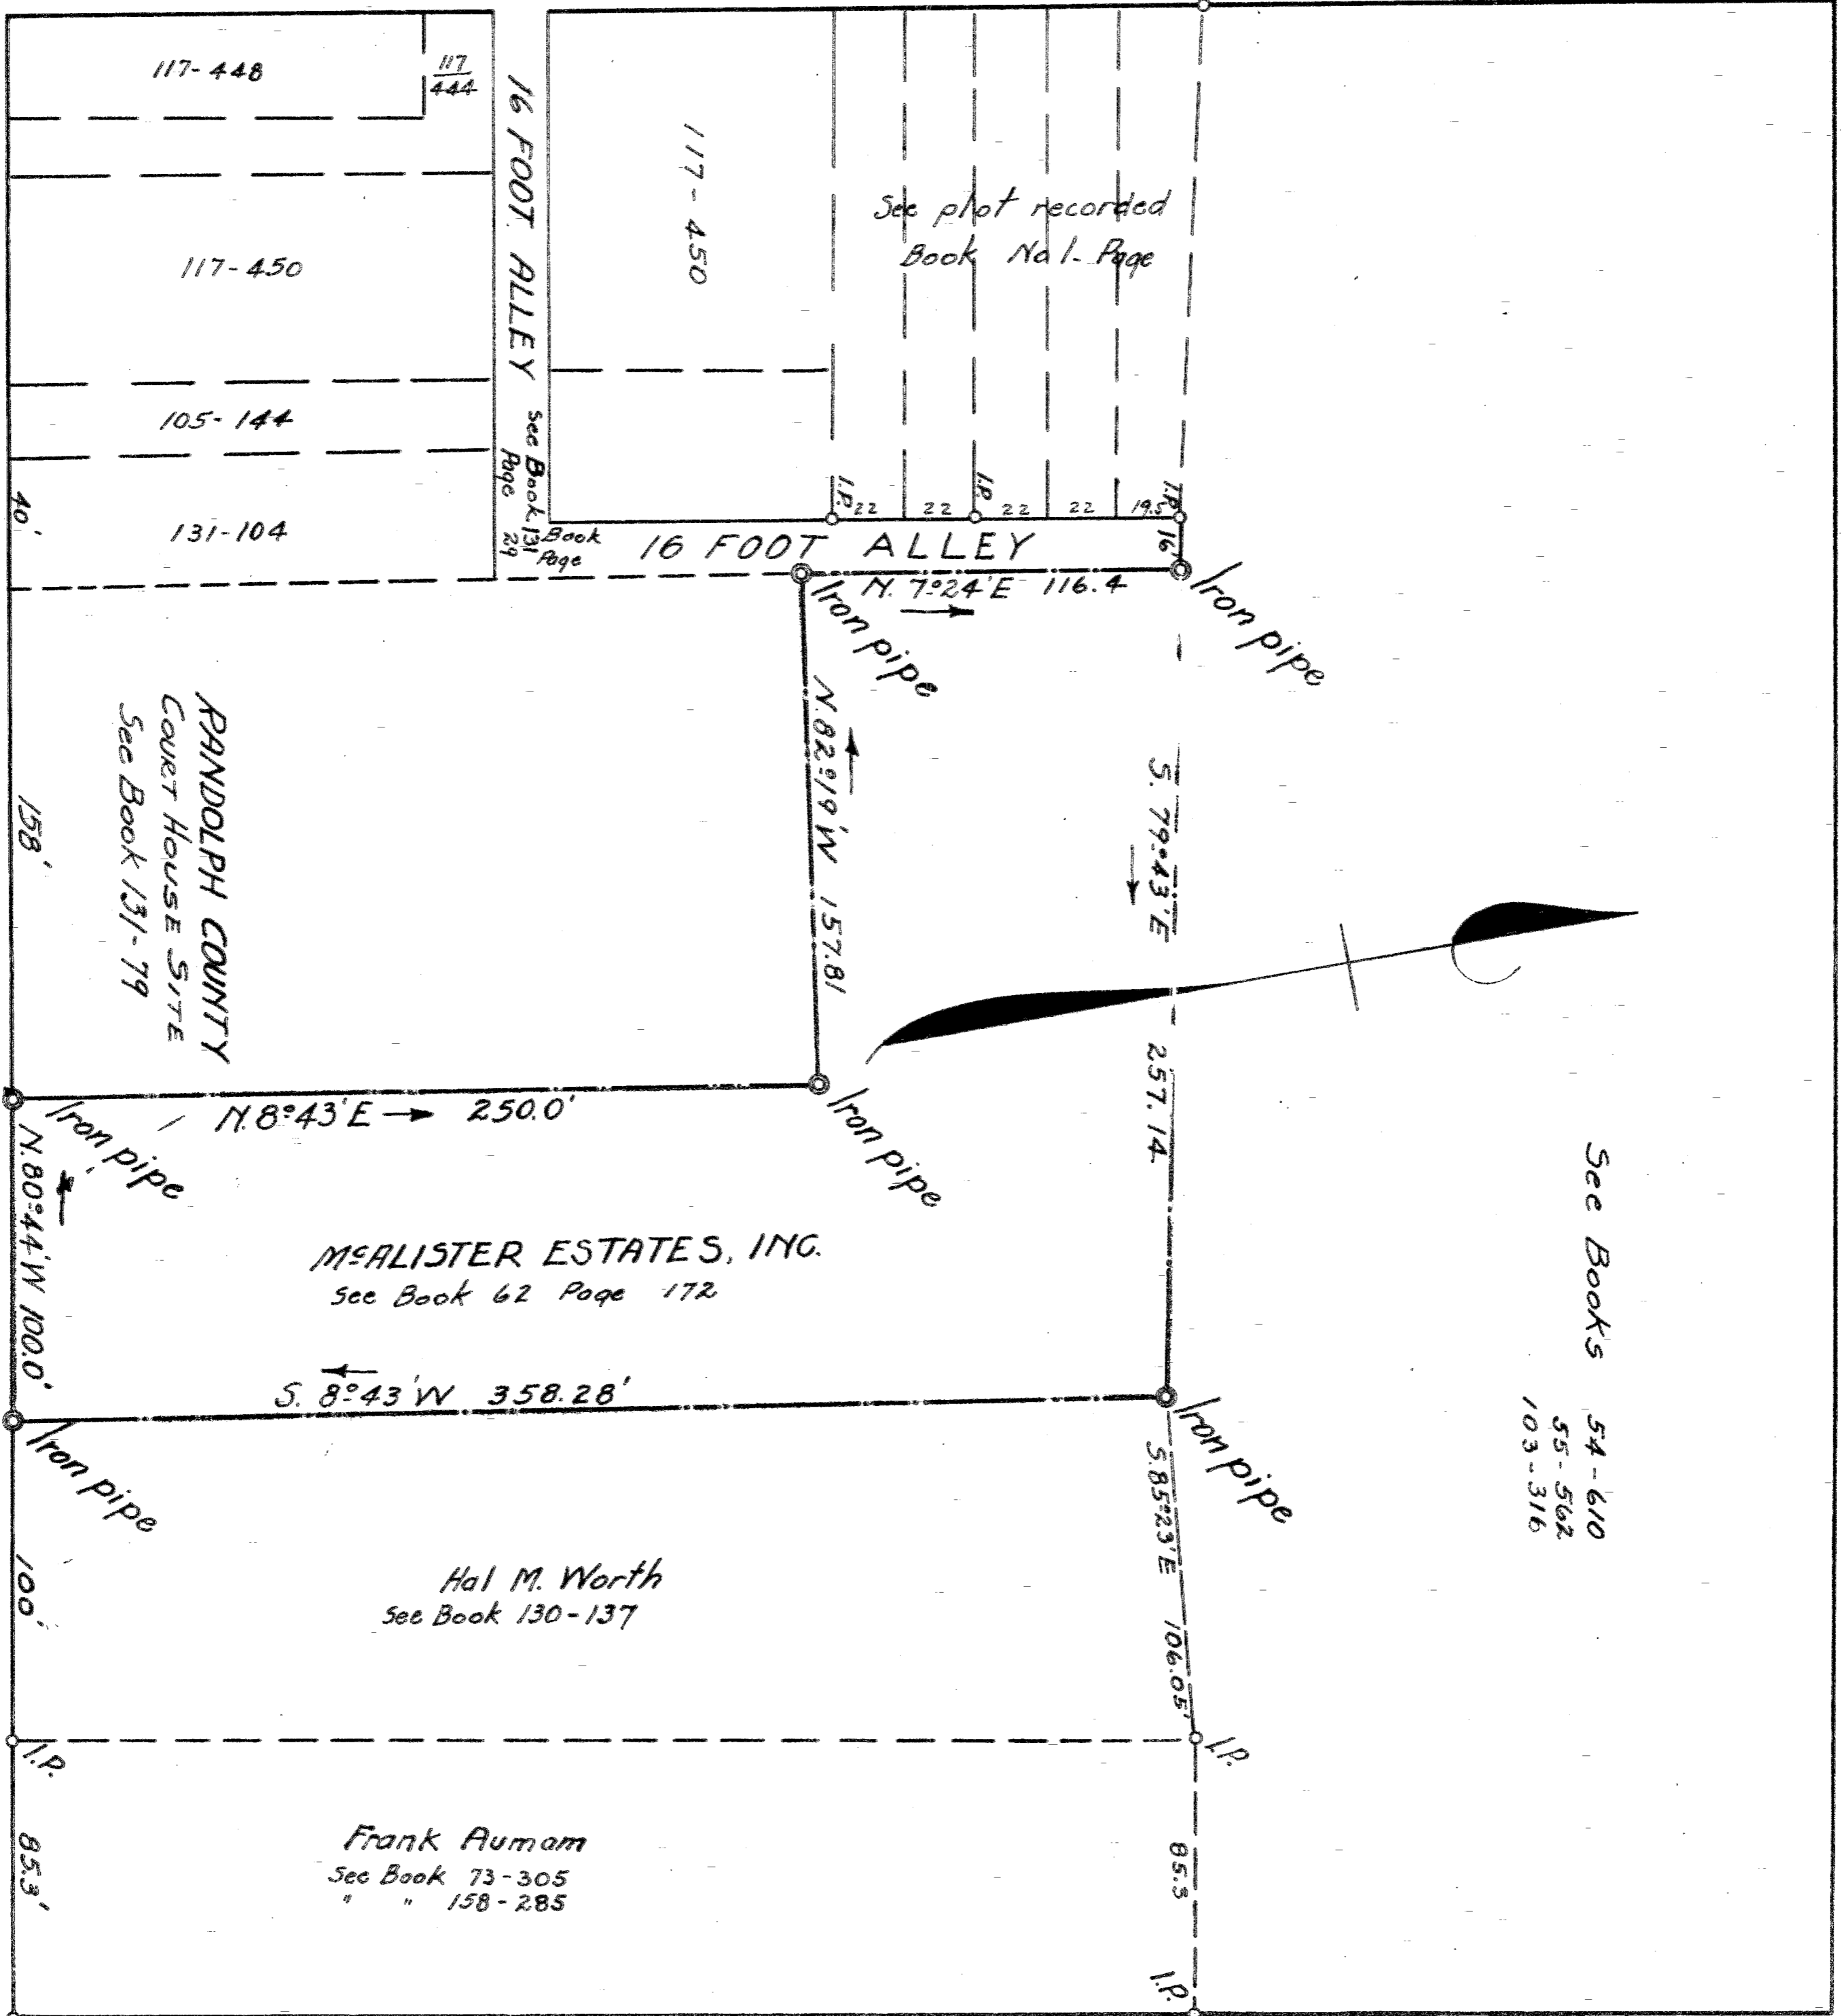 117-448
117
444
117-450
105-144
131-104
40'
16 FOOT ALLEY
See Book 131
Page 29
117-450
See plot recorded
Book No 1- Page
I.P.
22
22
I.P.
22
22
19.5
I.P.
16'
Book
Page
16 FOOT ALLEY
N. 7°24'E 116.4
Iron pipe
Iron pipe
N. 82°19'W 157.81
S. 79°43'E 257.14
RANDOLPH COUNTY
COURT HOUSE SITE
See Book 131-79
158'
Iron pipe
N. 8°43'E 250.0'
Iron pipe
N. 80°44'W 100.0'
McALISTER ESTATES, INC.
See Book 62 Page 172
S. 8°43'W 358.28'
Iron pipe
Iron pipe
See Books 54-610
55-562
103-316
S. 85°23'E 106.05'
Hal M. Worth
See Book 130-137
100'
I.P.
I.P.
Frank Aumam
See Book 73-305
" " 158-285
85.3'
85.3
I.P.